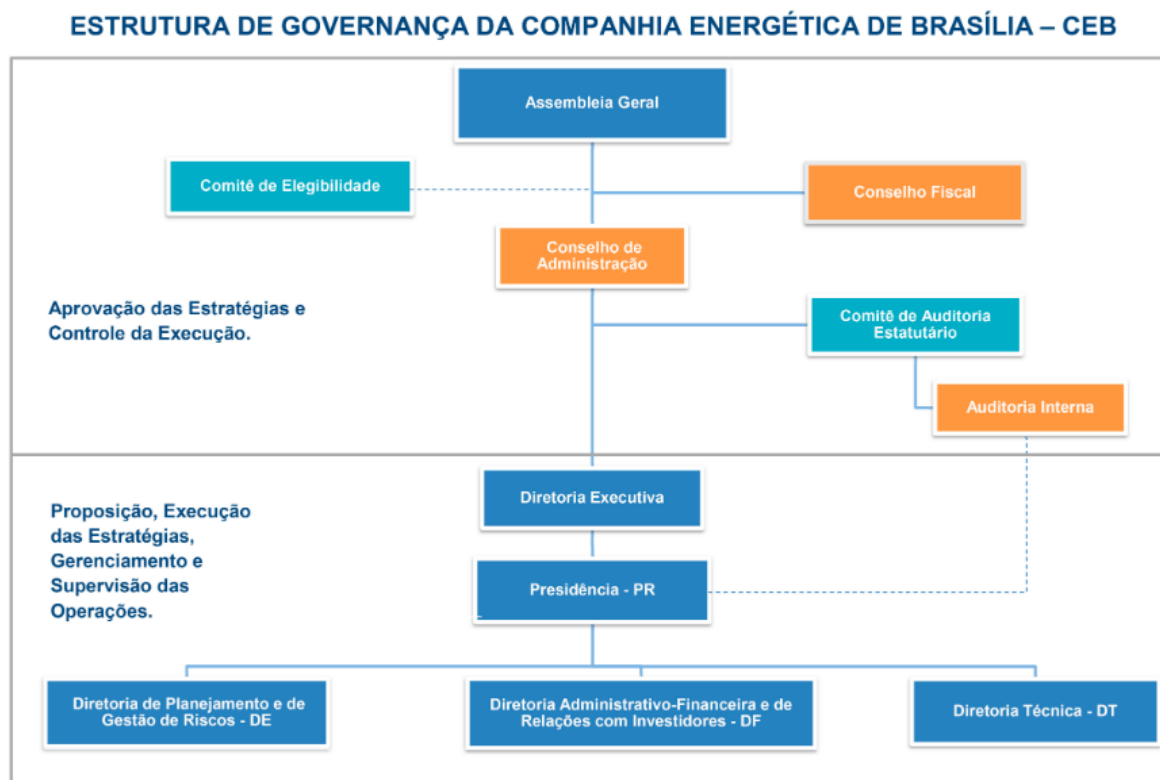 ESTRUTURA DE GOVERNANÇA DA COMPANHIA ENERGÉTICA DE BRASÍLIA – CEB
Assembleia Geral
Comitê de Elegibilidade
Conselho Fiscal
Conselho de
Administração
Aprovação das Estratégias e
Controle da Execução.
Comitê de Auditoria
Estatutário
Auditoria Interna
Diretoria Executiva
Proposição, Execução
das Estratégias,
Gerenciamento e
Supervisão das
Operações.
Presidência - PR
Diretoria de Planejamento e de
Gestão de Riscos - DE
Diretoria Administrativo-Financeira e de
Relações com Investidores - DF
Diretoria Técnica - DT